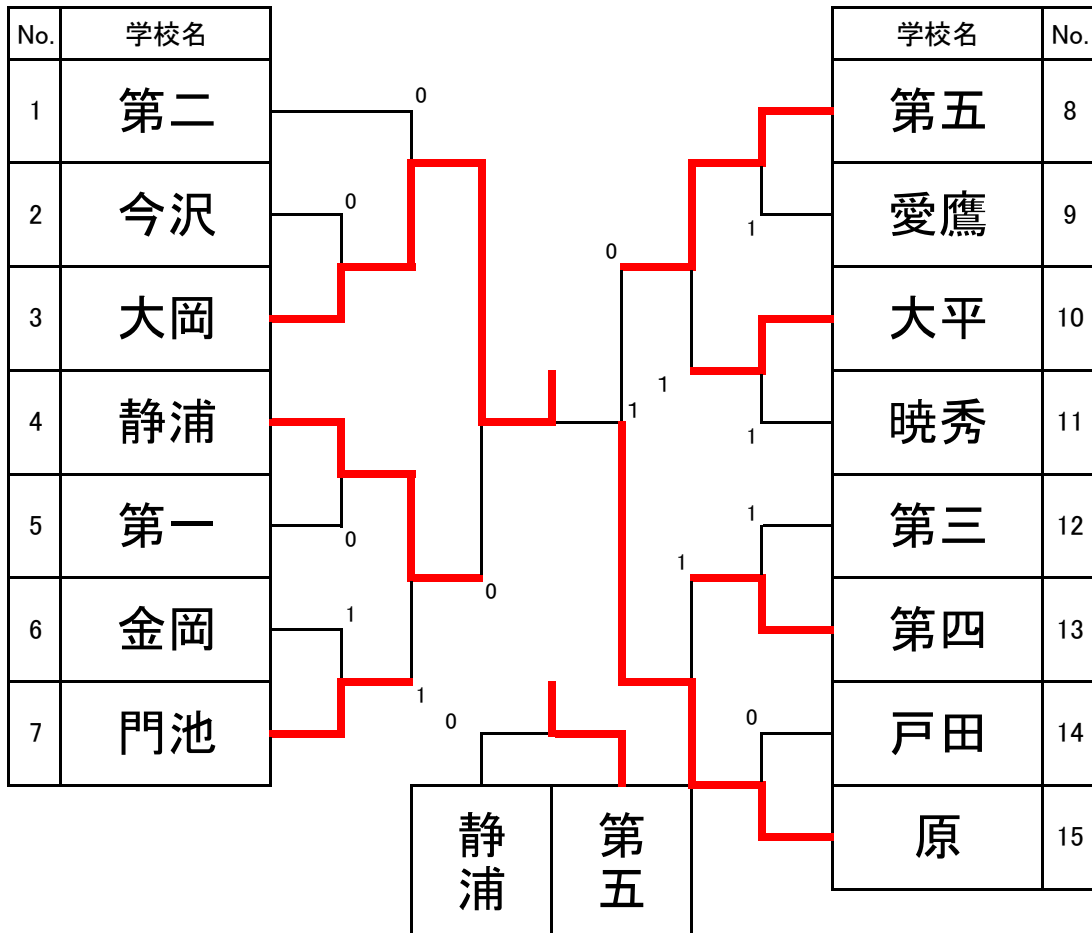 No. 学校名
1 第二
2 今沢
3 大岡
4 静浦
5 第一
6 金岡
7 門池
0
0
0
1
1
0
0
静浦
第五
0
1
1
1
1
1
1
0
学校名 No.
第五 8
愛鷹 9
大平 10
暁秀 11
第三 12
第四 13
戸田 14
原 15